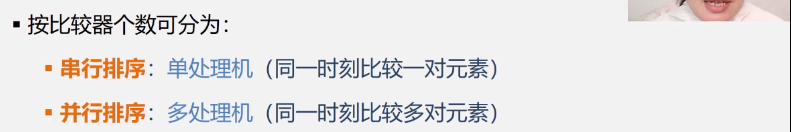 ▪ 按比较器个数可分为：
▪ 串行排序：单处理机（同一时刻比较一对元素）
▪ 并行排序：多处理机（同一时刻比较多对元素）